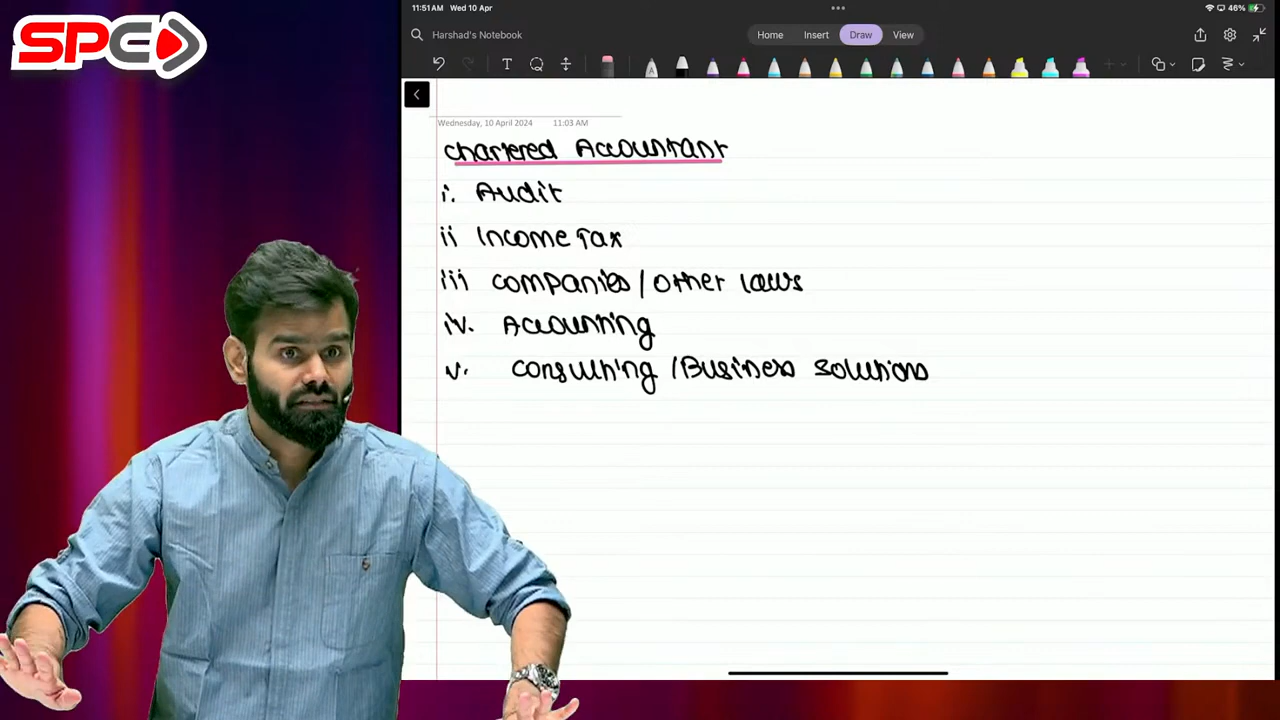 SPC
11:51 AM Wed 10 Apr
46%
Harshad's Notebook
Home Insert Draw View
T
A
Wednesday, 10 April 2024 11:03 AM
Chartered Accountant
i. Audit
ii Income Tax
iii Companies / other laws
iv. Accounting
v. Consulting / Business Solutions